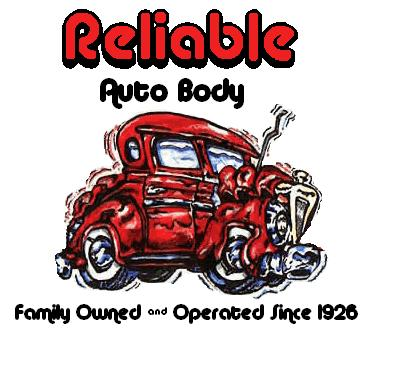 Reliable
Auto Body
Family Owned and Operated Since 1926